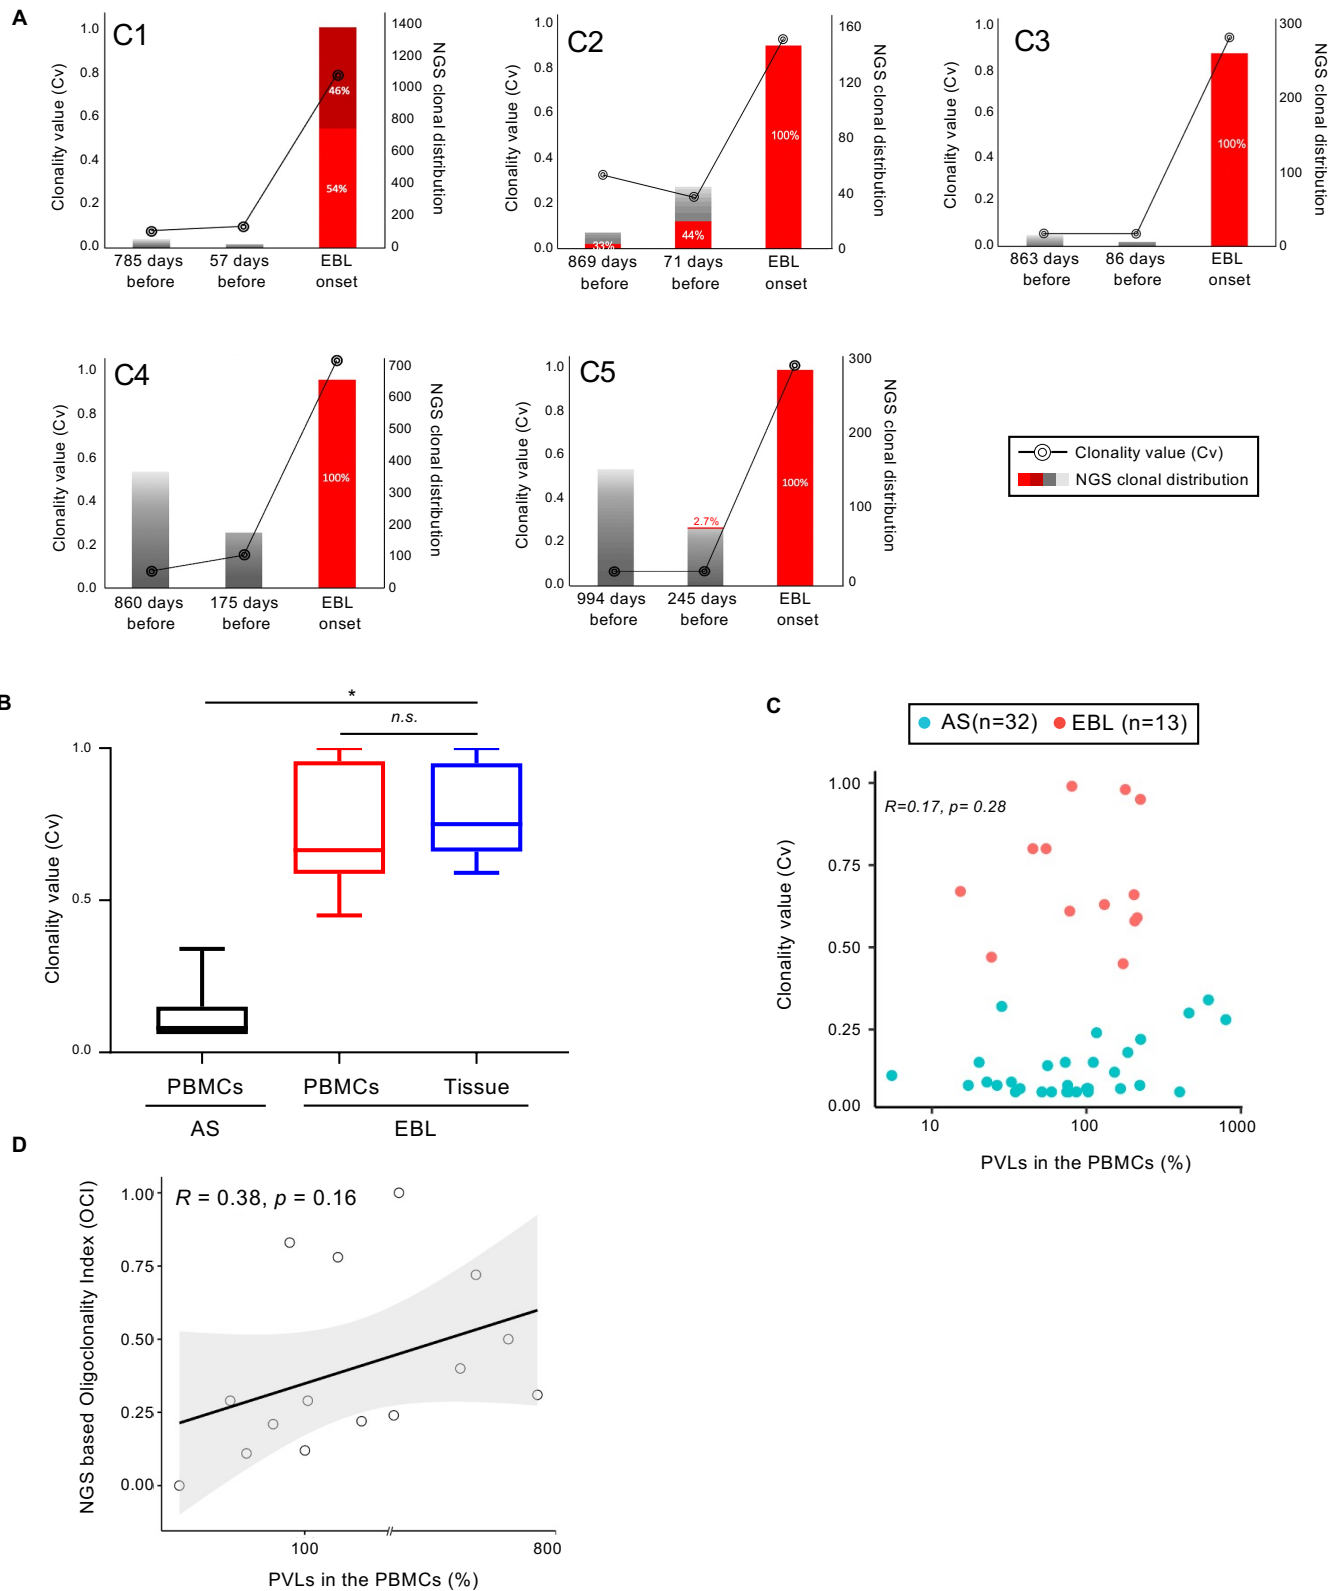 A
C1
Clonality value (Cv)
1.0
0.8
0.6
0.4
0.2
0.0
46%
54%
1400
1200
1000
800
600
400
200
0
NGS clonal distribution
785 days
before
57 days
before
EBL
onset
C2
Clonality value (Cv)
1.0
0.8
0.6
0.4
0.2
0.0
33%
44%
100%
160
120
80
40
0
NGS clonal distribution
869 days
before
71 days
before
EBL
onset
C3
Clonality value (Cv)
1.0
0.8
0.6
0.4
0.2
0.0
100%
300
200
100
0
NGS clonal distribution
863 days
before
86 days
before
EBL
onset
C4
Clonality value (Cv)
1.0
0.8
0.6
0.4
0.2
0.0
100%
700
600
500
400
300
200
100
0
NGS clonal distribution
860 days
before
175 days
before
EBL
onset
C5
Clonality value (Cv)
1.0
0.8
0.6
0.4
0.2
0.0
2.7%
100%
300
200
100
0
NGS clonal distribution
994 days
before
245 days
before
EBL
onset
Clonality value (Cv)
NGS clonal distribution
B
*
n.s.
Clonality value (Cv)
1.0
0.5
0.0
PBMCs
PBMCs
Tissue
AS
EBL
C
AS(n=32)
EBL (n=13)
R=0.17, p= 0.28
Clonality value (Cv)
1.00
0.75
0.50
0.25
0.00
10
100
1000
PVLs in the PBMCs (%)
D
R = 0.38, p = 0.16
NGS based Oligoclonality Index (OCI)
1.00
0.75
0.50
0.25
0.00
100
800
PVLs in the PBMCs (%)